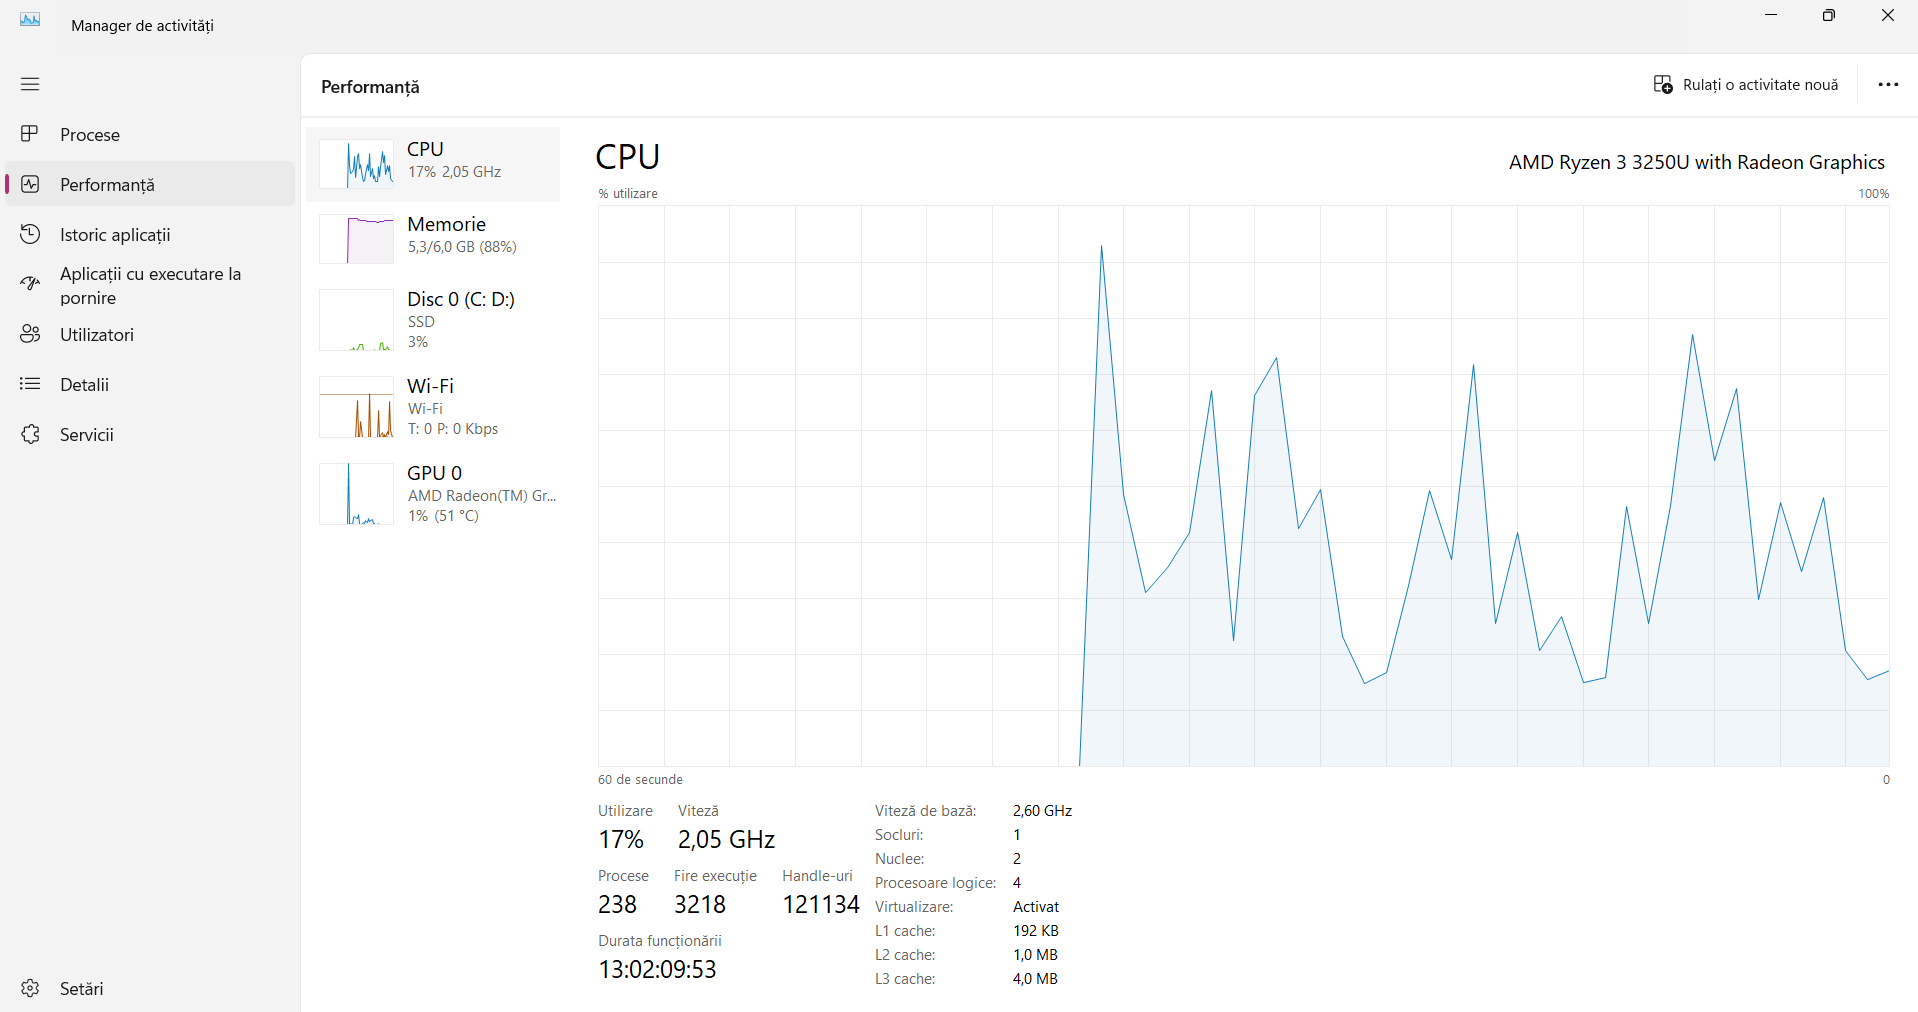 Manager de activități
Performanță
Rulați o activitate nouă
Procese
Performanță
Istoric aplicații
Aplicații cu executare la
pornire
Utilizatori
Detalii
Servicii
Setări
CPU
17% 2,05 GHz
Memorie
5,3/6,0 GB (88%)
Disc 0 (C: D:)
SSD
3%
Wi-Fi
Wi-Fi
T: 0 P: 0 Kbps
GPU 0
AMD Radeon(TM) Gr...
1% (51 °C)
CPU
AMD Ryzen 3 3250U with Radeon Graphics
% utilizare
100%
60 de secunde
0
Utilizare Viteză
17% 2,05 GHz
Procese Fire execuție Handle-uri
238 3218 121134
Durata funcționării
13:02:09:53
Viteză de bază: 2,60 GHz
Socluri: 1
Nuclee: 2
Procesoare logice: 4
Virtualizare: Activat
L1 cache: 192 KB
L2 cache: 1,0 MB
L3 cache: 4,0 MB